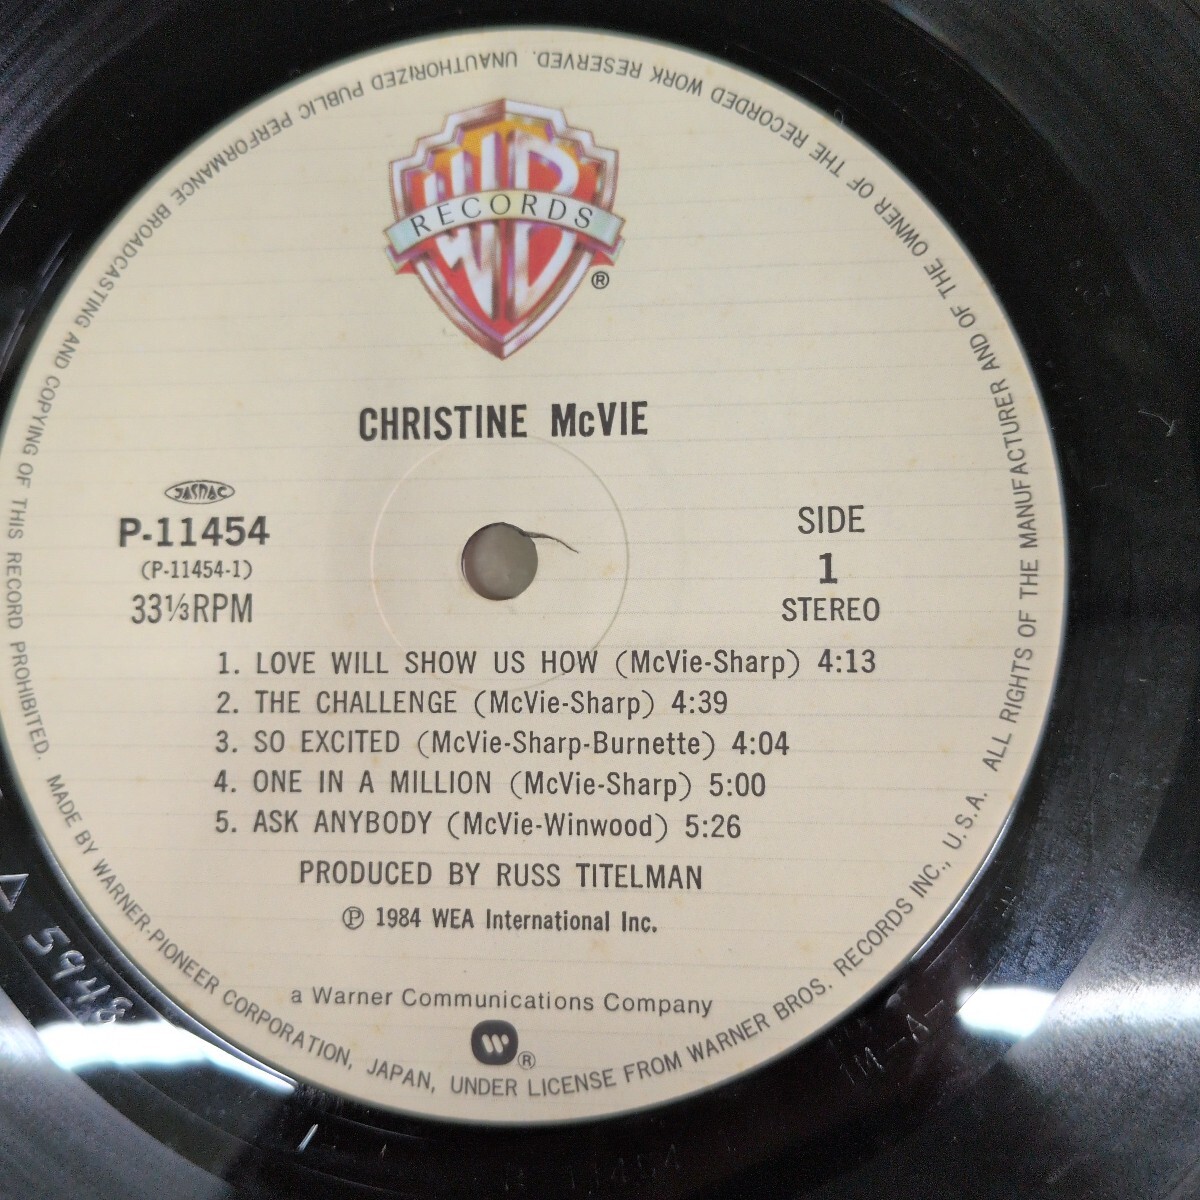 WB
RECORDS
®
CHRISTINE McVIE
JASRAC
P-11454
(P-11454-1)
33⅓RPM
SIDE
1
STEREO
1. LOVE WILL SHOW US HOW (McVie-Sharp) 4:13
2. THE CHALLENGE (McVie-Sharp) 4:39
3. SO EXCITED (McVie-Sharp-Burnette) 4:04
4. ONE IN A MILLION (McVie-Sharp) 5:00
5. ASK ANYBODY (McVie-Winwood) 5:26
PRODUCED BY RUSS TITELMAN
℗ 1984 WEA International Inc.
a Warner Communications Company
®
MADE BY WARNER-PIONEER CORPORATION, JAPAN, UNDER LICENSE FROM WARNER BROS. RECORDS INC., U.S.A. ALL RIGHTS OF THE MANUFACTURER AND OF THE OWNER OF THE RECORDED WORK RESERVED. UNAUTHORIZED PUBLIC PERFORMANCE BROADCASTING AND COPYING OF THIS RECORD PROHIBITED.
5948
1M-A-
11454